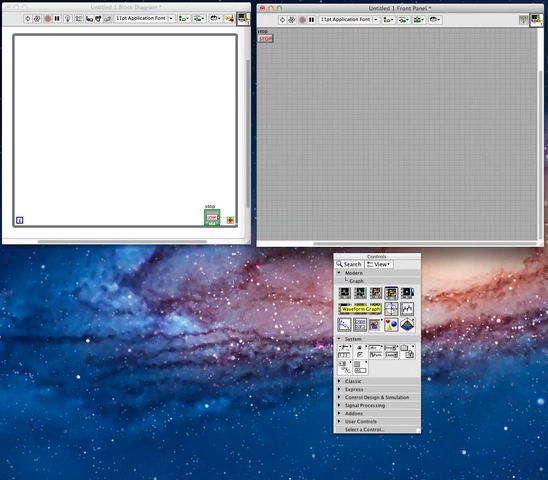 Untitled 1 Block Diagram *
11pt Application Font
stop
i
Untitled 1 Front Panel *
11pt Application Font
stop
STOP
Controls
Search
View
Modern
Graph
Waveform Graph
System
Classic
Express
Control Design & Simulation
Signal Processing
Addons
User Controls
Select a Control...